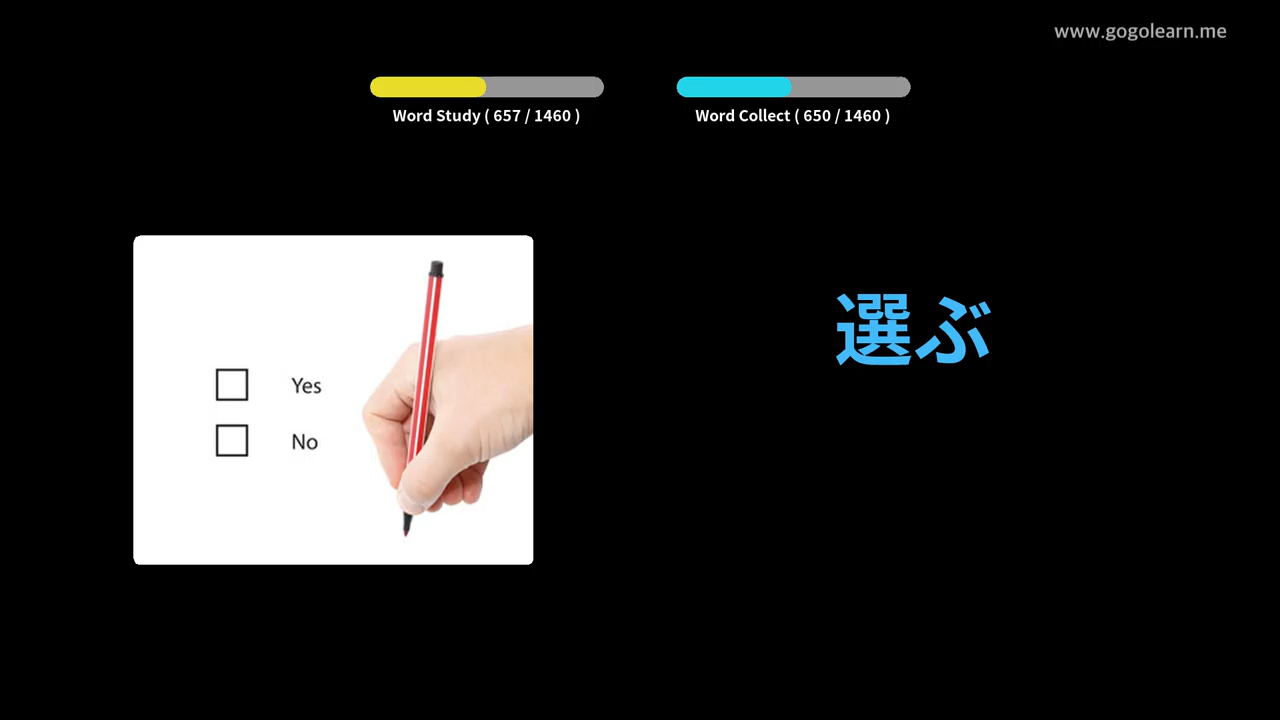 www.gogolearn.me
Word Study ( 657 / 1460 )
Word Collect ( 650 / 1460 )
Yes
No
選ぶ